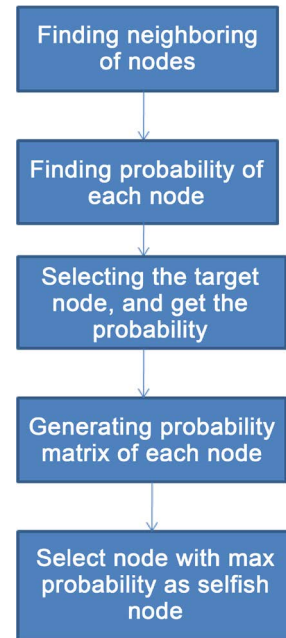 Finding neighboring
of nodes
Finding probability of
each node
Selecting the target
node, and get the
probability
Generating probability
matrix of each node
Select node with max
probability as selfish
node